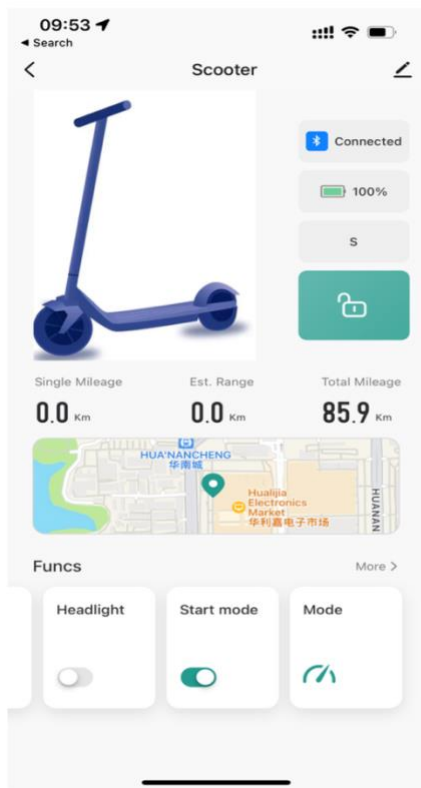 09:53
◄ Search
Scooter
Connected
100%
S
Single Mileage
Est. Range
Total Mileage
0.0 Km
0.0 Km
85.9 Km
HUA'NANCHENG
华南城
Hualijia
Electronics
Market
华利嘉电子市场
HUANAN
Funcs
More >
Headlight
Start mode
Mode